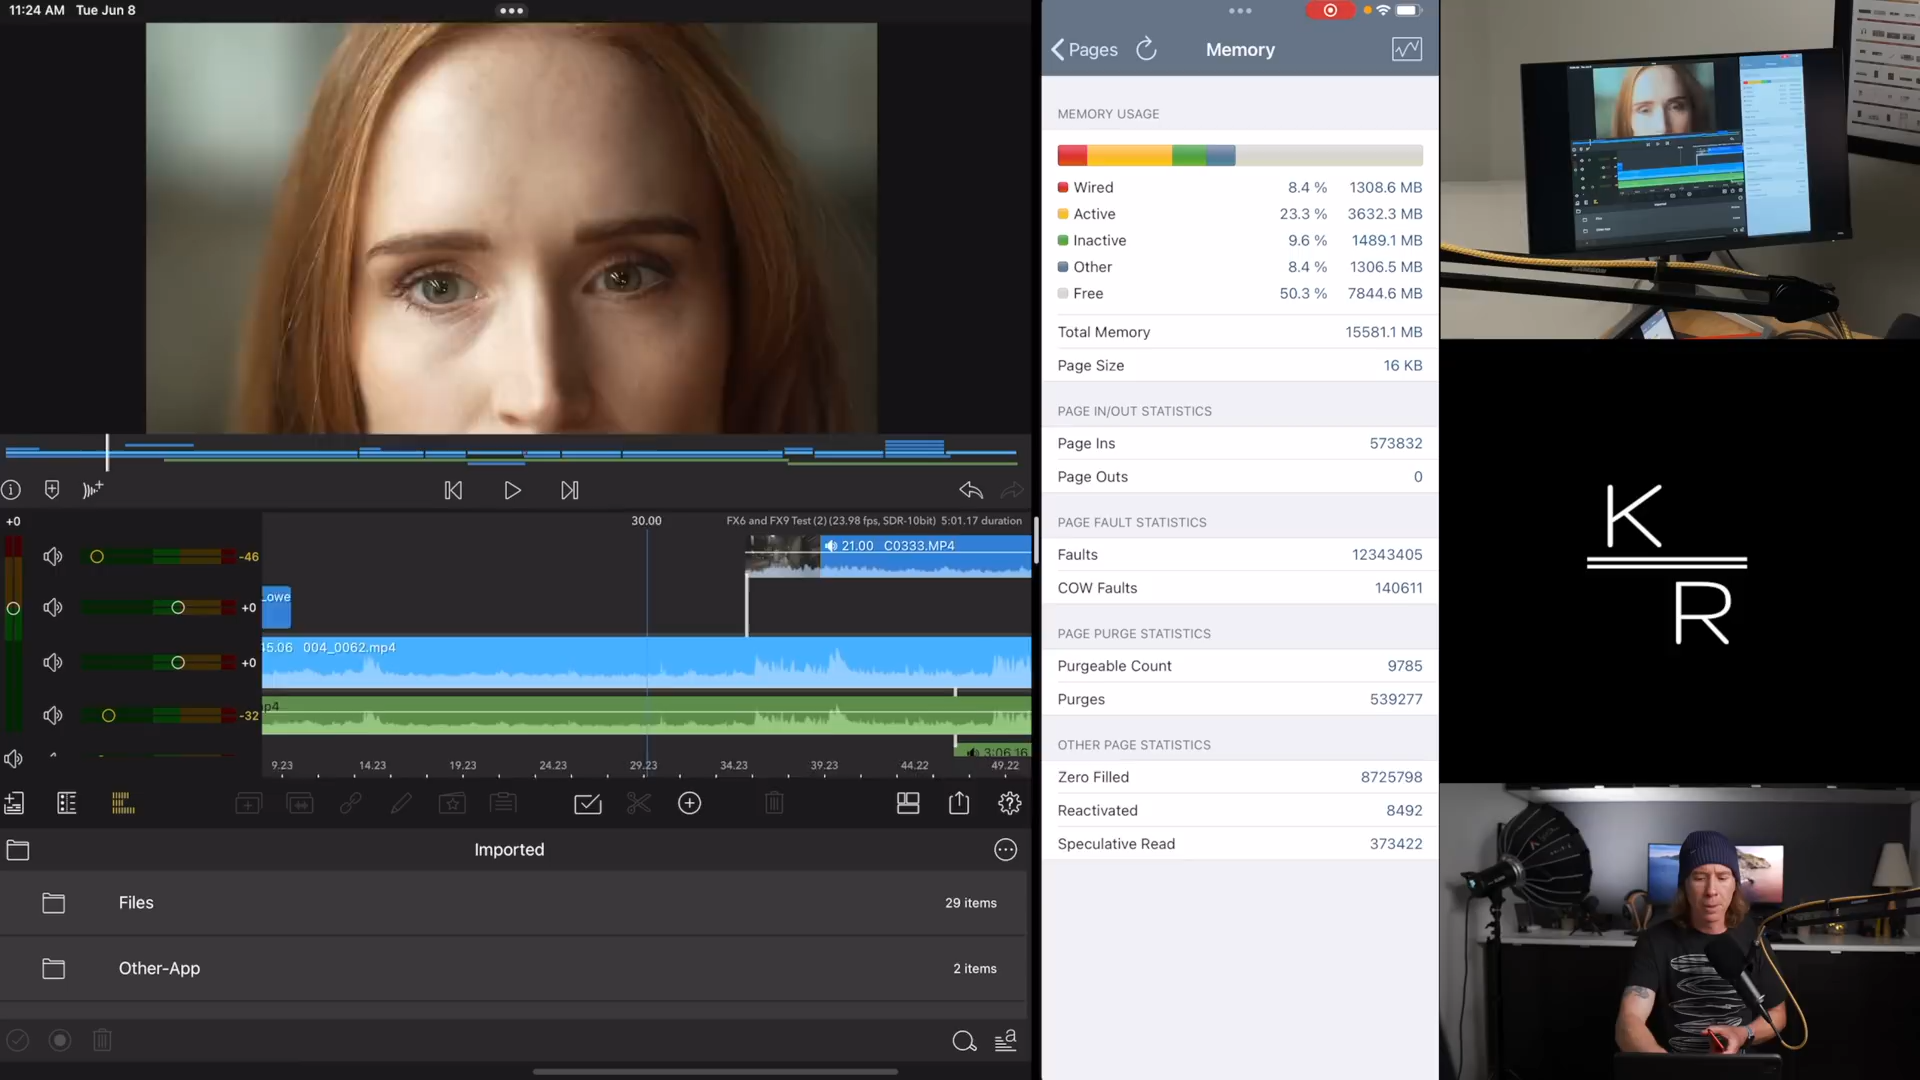 11:24 AM Tue Jun 8
+0
30.00
FX6 and FX9 Test (2) (23.98 fps, SDR-10bit) 5:01.17 duration
-46
21.00 C0333.MP4
+0
Lowe
+0
15.06 004_0062.mp4
-32
p4
3:06.16
9.23 14.23 19.23 24.23 29.23 34.23 39.23 44.22 49.22
Imported
Files 29 items
Other-App 2 items
Pages
Memory
MEMORY USAGE
Wired 8.4 % 1308.6 MB
Active 23.3 % 3632.3 MB
Inactive 9.6 % 1489.1 MB
Other 8.4 % 1306.5 MB
Free 50.3 % 7844.6 MB
Total Memory 15581.1 MB
Page Size 16 KB
PAGE IN/OUT STATISTICS
Page Ins 573832
Page Outs 0
PAGE FAULT STATISTICS
Faults 12343405
COW Faults 140611
PAGE PURGE STATISTICS
Purgeable Count 9785
Purges 539277
OTHER PAGE STATISTICS
Zero Filled 8725798
Reactivated 8492
Speculative Read 373422
K
R